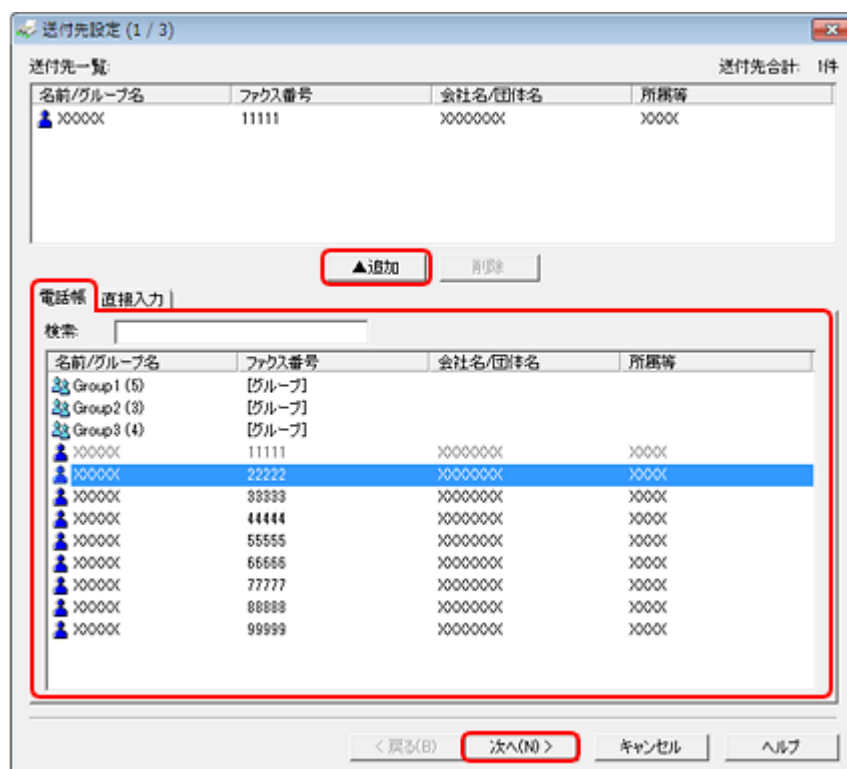 送付先設定 (1 / 3)
送付先一覧: 送付先合計: 1件
名前/グループ名 ファクス番号 会社名/団体名 所属等
XXXXX 11111 XXXXXXX XXXX
▲追加 削除
電話帳 直接入力
検索:
名前/グループ名 ファクス番号 会社名/団体名 所属等
Group1 (5) [グループ]
Group2 (3) [グループ]
Group3 (4) [グループ]
XXXXX 11111 XXXXXXX XXXX
XXXXX 22222 XXXXXXX XXXX
XXXXX 33333 XXXXXXX XXXX
XXXXX 44444 XXXXXXX XXXX
XXXXX 55555 XXXXXXX XXXX
XXXXX 66666 XXXXXXX XXXX
XXXXX 77777 XXXXXXX XXXX
XXXXX 88888 XXXXXXX XXXX
XXXXX 99999 XXXXXXX XXXX
< 戻る(B) 次へ(N) > キャンセル ヘルプ